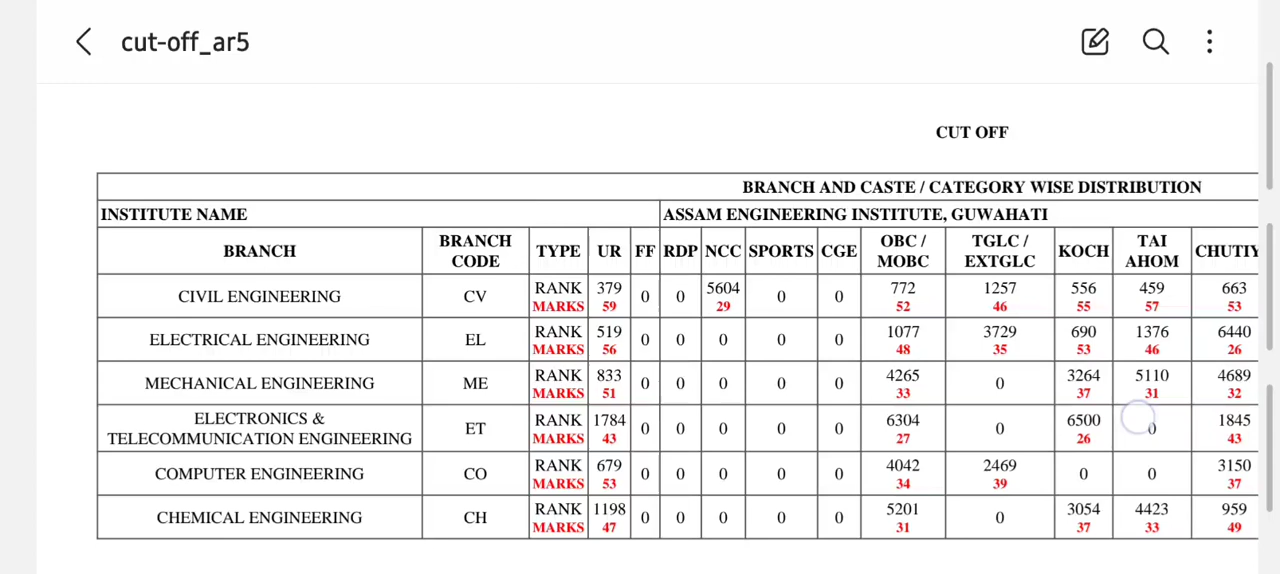 cut-off_ar5
CUT OFF
BRANCH AND CASTE / CATEGORY WISE DISTRIBUTION
INSTITUTE NAME ASSAM ENGINEERING INSTITUTE, GUWAHATI
BRANCH BRANCH CODE TYPE UR FF RDP NCC SPORTS CGE OBC / MOBC TGLC / EXTGLC KOCH TAI AHOM CHUTIY
CIVIL ENGINEERING CV RANK 379 0 0 5604 0 0 772 1257 556 459 663
MARKS 59 29 52 46 55 57 53
ELECTRICAL ENGINEERING EL RANK 519 0 0 0 0 0 1077 3729 690 1376 6440
MARKS 56 48 35 53 46 26
MECHANICAL ENGINEERING ME RANK 833 0 0 0 0 0 4265 0 3264 5110 4689
MARKS 51 33 37 31 32
ELECTRONICS & TELECOMMUNICATION ENGINEERING ET RANK 1784 0 0 0 0 0 6304 0 6500 0 1845
MARKS 43 27 26 43
COMPUTER ENGINEERING CO RANK 679 0 0 0 0 0 4042 2469 0 0 3150
MARKS 53 34 39 37
CHEMICAL ENGINEERING CH RANK 1198 0 0 0 0 0 5201 0 3054 4423 959
MARKS 47 31 37 33 49